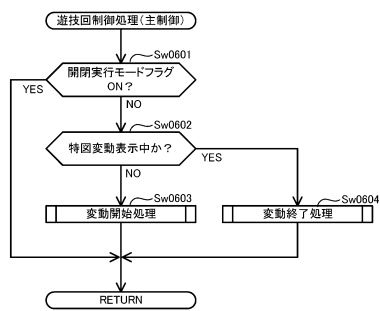 遊技回制御処理(主制御)
Sw0601
開閉実行モードフラグ
ON?
YES
NO
Sw0602
特図変動表示中か?
YES
NO
Sw0603
変動開始処理
Sw0604
変動終了処理
RETURN